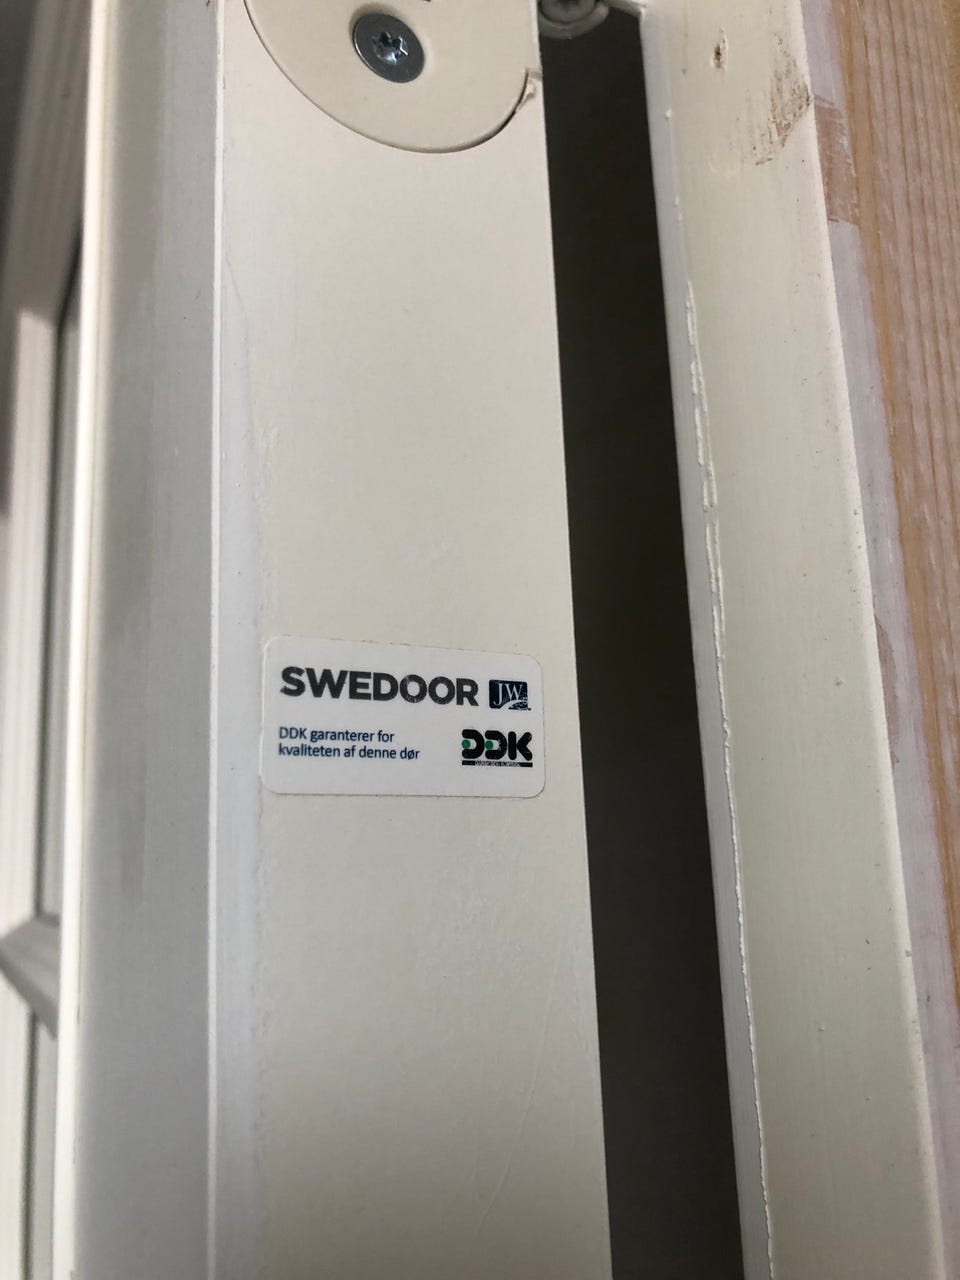 SWEDOOR JW
DDK garanterer for
kvaliteten af denne dør
DDK